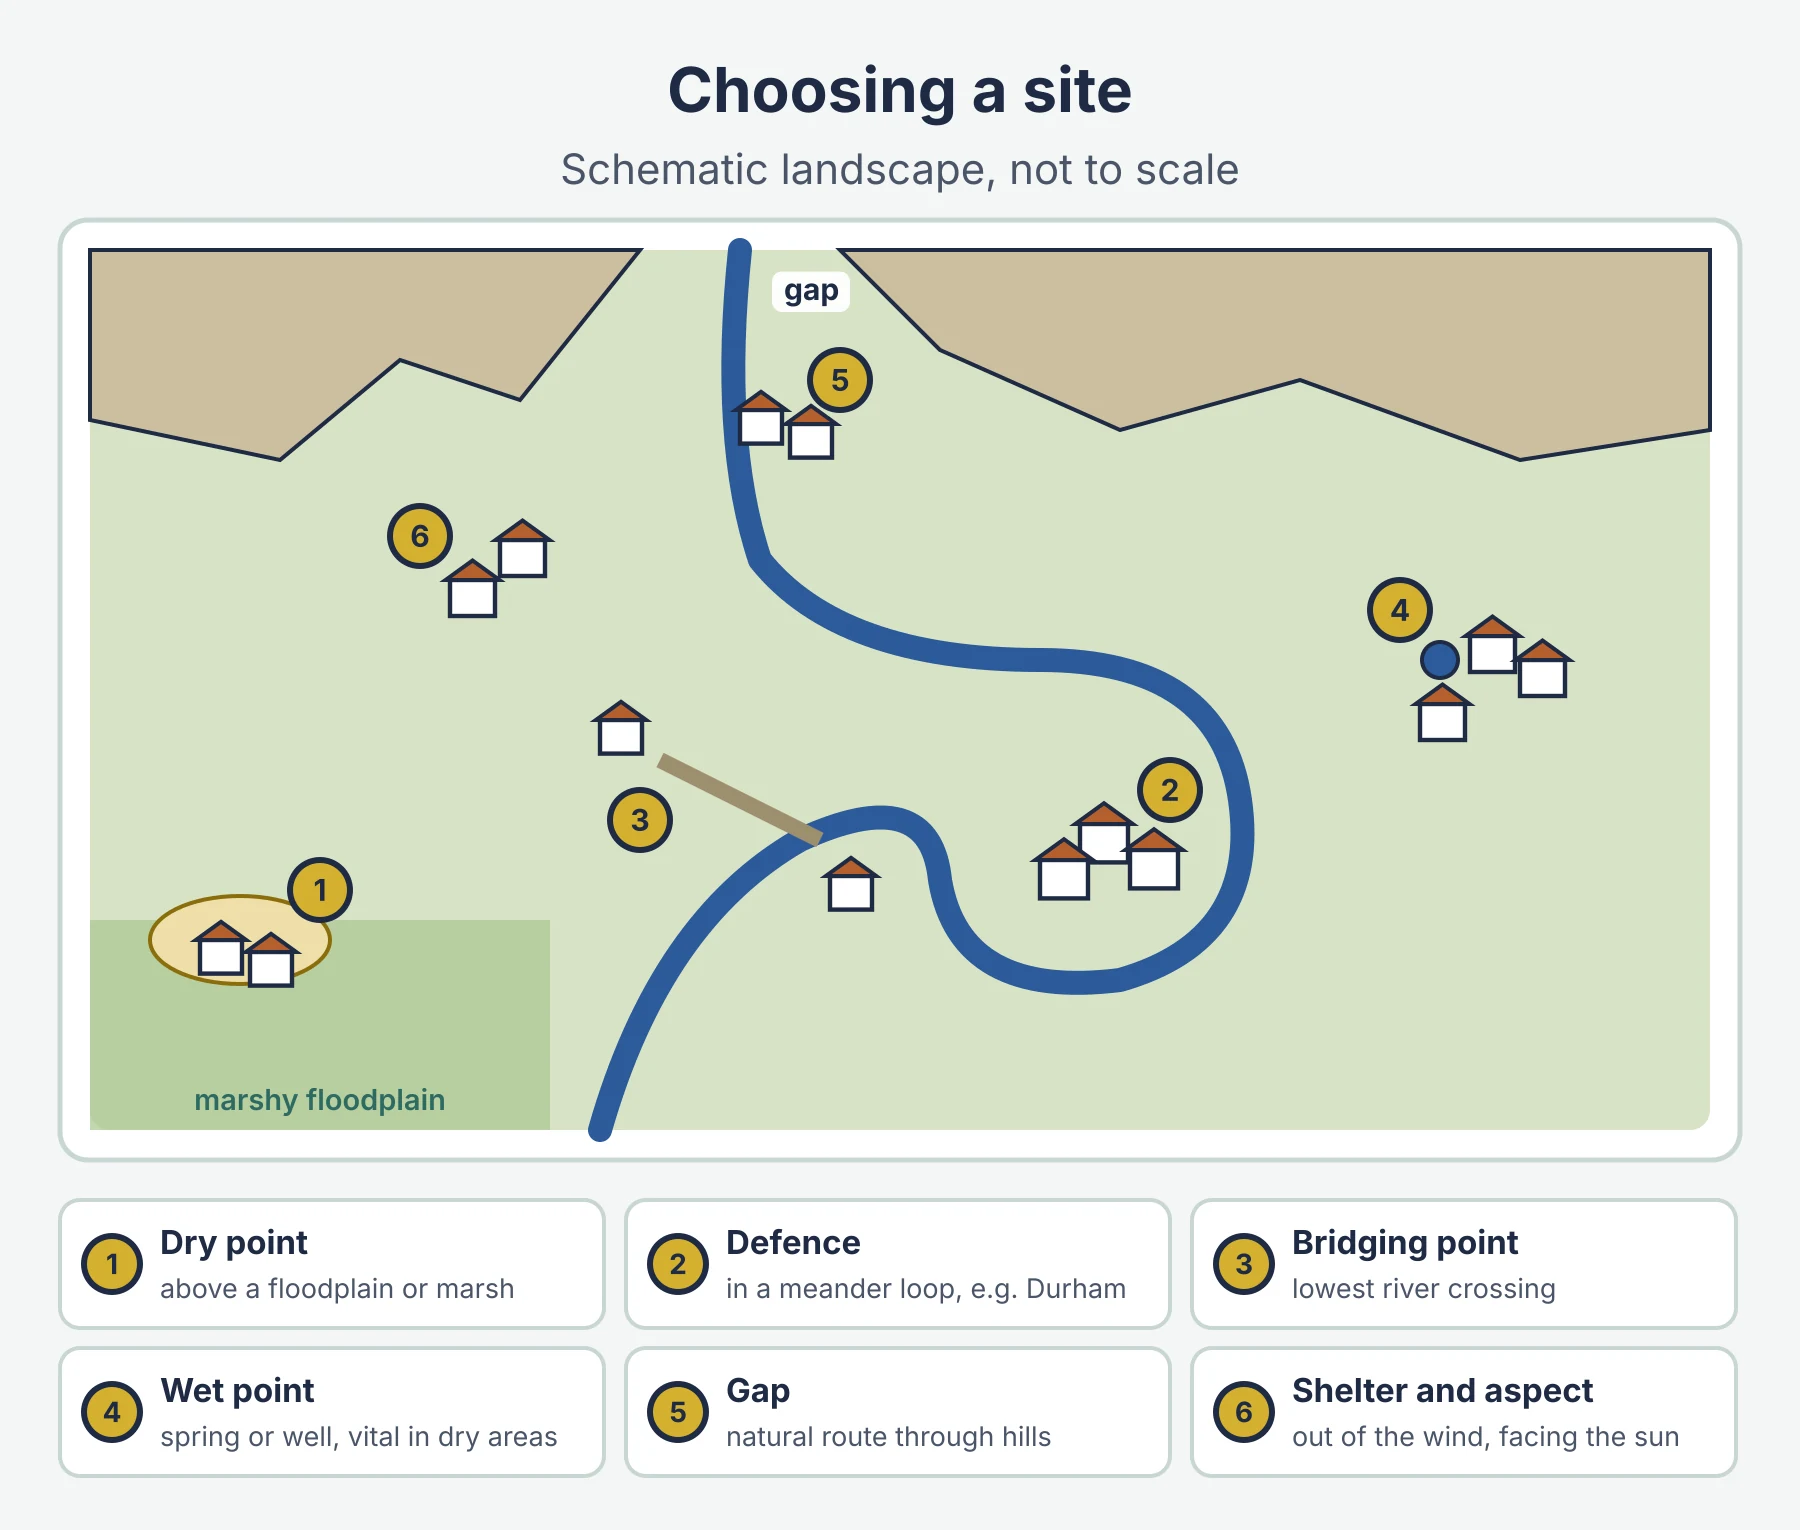 Choosing a site
Schematic landscape, not to scale
gap
5
6
4
2
3
1
marshy floodplain
1
Dry point
above a floodplain or marsh
2
Defence
in a meander loop, e.g. Durham
3
Bridging point
lowest river crossing
4
Wet point
spring or well, vital in dry areas
5
Gap
natural route through hills
6
Shelter and aspect
out of the wind, facing the sun